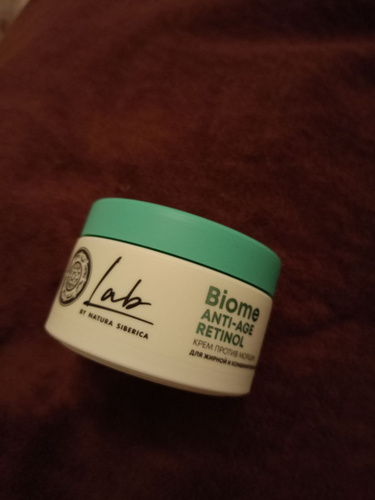 Lab
BY NATURA SIBERICA
Biome
ANTI-AGE
RETINOL
КРЕМ ПРОТИВ МОРЩИН
ДЛЯ ЖИРНОЙ И